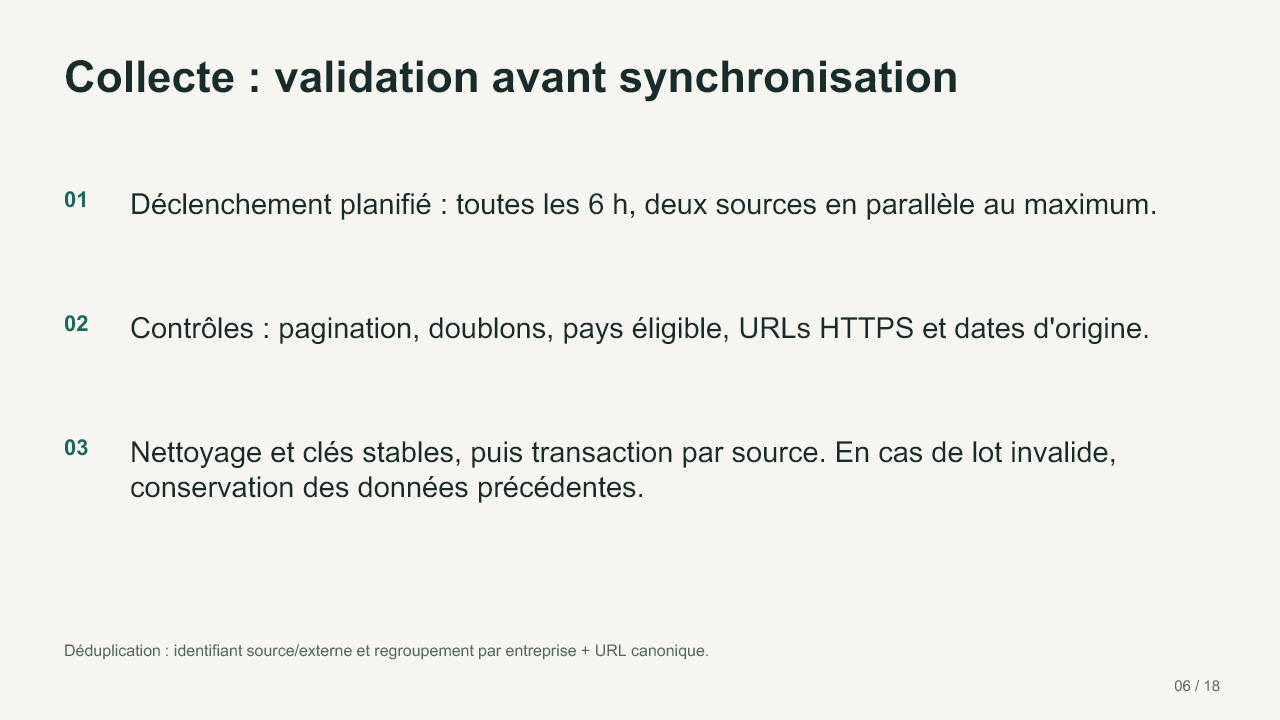 Collecte : validation avant synchronisation
01 Déclenchement planifié : toutes les 6 h, deux sources en parallèle au maximum.
02 Contrôles : pagination, doublons, pays éligible, URLs HTTPS et dates d'origine.
03 Nettoyage et clés stables, puis transaction par source. En cas de lot invalide,
conservation des données précédentes.
Déduplication : identifiant source/externe et regroupement par entreprise + URL canonique.
06 / 18